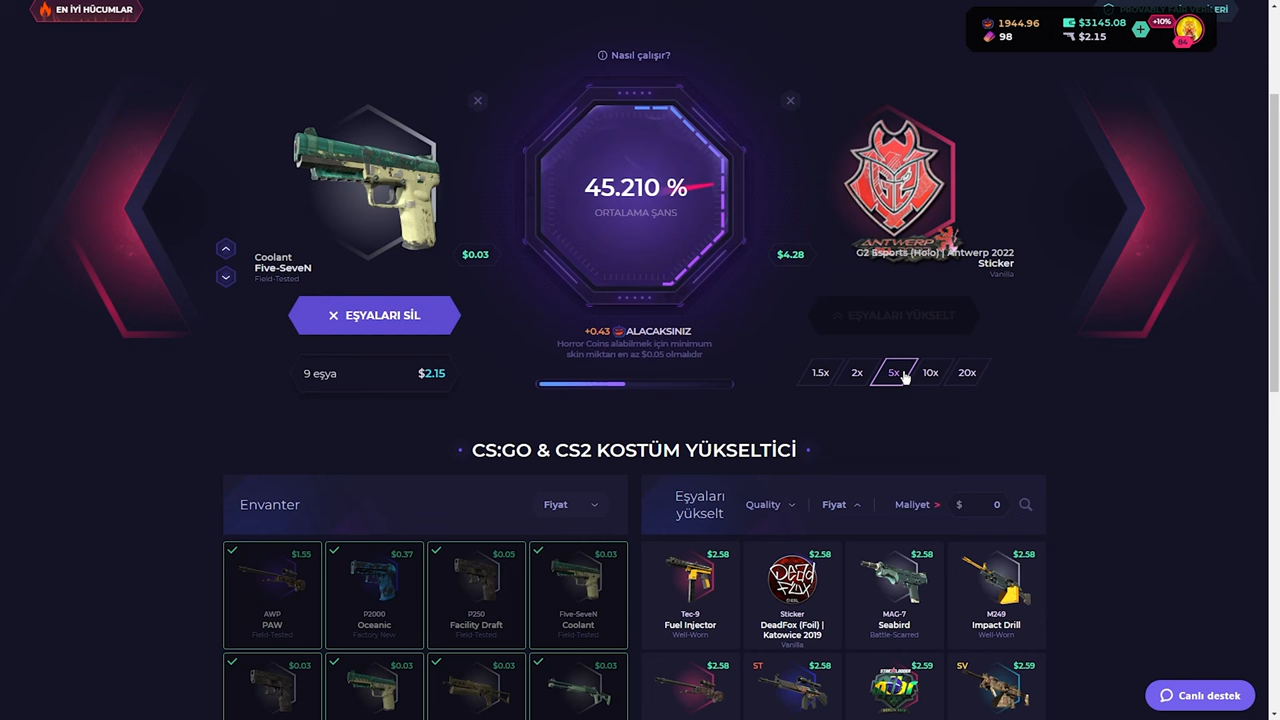 EN İYİ HÜCUMLAR
PROVABLY FAIR VERİLERİ
1944.96
98
$3145.08
$2.15
+10%
84
Nasıl çalışır?
45.210 %
ORTALAMA ŞANS
Coolant
Five-SeveN
Field-Tested
$0.03
$4.28
ANTWERP
G2 Esports (Holo) | Antwerp 2022
Sticker
Vanilla
EŞYALARI SİL
EŞYALARI YÜKSELT
9 eşya
$2.15
+0.43 ALACAKSINIZ
Horror Coins alabilmek için minimum
skin miktarı en az $0.05 olmalıdır
1.5x
2x
5x
10x
20x
CS:GO & CS2 KOSTÜM YÜKSELTİCİ
Envanter
Fiyat
Eşyaları
yükselt
Quality
Fiyat
Maliyet >
$ 0
$1.55
AWP
PAW
Field-Tested
$0.37
P2000
Oceanic
Factory New
$0.05
P250
Facility Draft
Field-Tested
$0.03
Five-SeveN
Coolant
Field-Tested
$2.58
Tec-9
Fuel Injector
Well-Worn
$2.58
Sticker
DeadFox (Foil) |
Katowice 2019
Vanilla
$2.58
MAG-7
Seabird
Battle-Scarred
$2.58
M249
Impact Drill
Well-Worn
$0.03
$0.03
$0.03
$0.03
$2.58
ST
$2.58
$2.59
SV
$2.59
Canlı destek